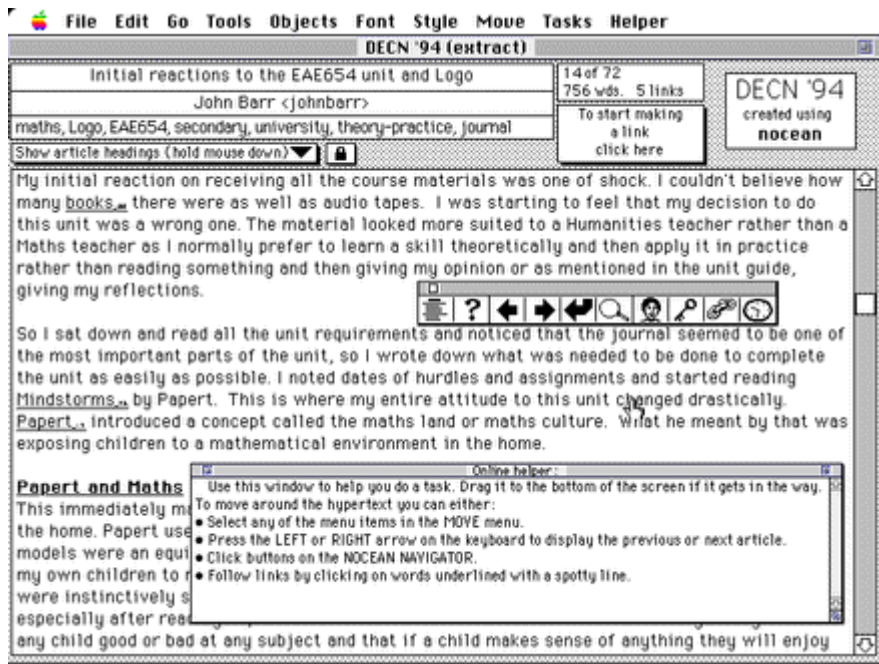 File Edit Go Tools Objects Font Style Move Tasks Helper
DECN '94 (extract)
Initial reactions to the EAE654 unit and Logo
John Barr <johnbarr>
maths, Logo, EAE654, secondary, university, theory-practice, journal
Show article headings (hold mouse down)
14 of 72
756 wds. 5 links
To start making
a link
click here
DECN '94
created using
nocean
My initial reaction on receiving all the course materials was one of shock. I couldn't believe how
many books, there were as well as audio tapes. I was starting to feel that my decision to do
this unit was a wrong one. The material looked more suited to a Humanities teacher rather than a
Maths teacher as I normally prefer to learn a skill theoretically and then apply it in practice
rather than reading something and then giving my opinion or as mentioned in the unit guide,
giving my reflections.
So I sat down and read all the unit requirements and noticed that the journal seemed to be one of
the most important parts of the unit, so I wrote down what was needed to be done to complete
the unit as easily as possible. I noted dates of hurdles and assignments and started reading
Mindstorms, by Papert. This is where my entire attitude to this unit changed drastically.
Papert, introduced a concept called the maths land or maths culture. What he meant by that was
exposing children to a mathematical environment in the home.
Papert and Maths
This immediately
the home. Papert use
models were an equi
my own children to
were instinctively s
especially after
any child good or bad at any subject and that if a child makes sense of anything they will enjoy
Online helper:
Use this window to help you do a task. Drag it to the bottom of the screen if it gets in the way.
To move around the hypertext you can either:
• Select any of the menu items in the MOVE menu.
• Press the LEFT or RIGHT arrow on the keyboard to display the previous or next article.
• Click buttons on the NOCEAN NAVIGATOR.
• Follow links by clicking on words underlined with a spotty line.